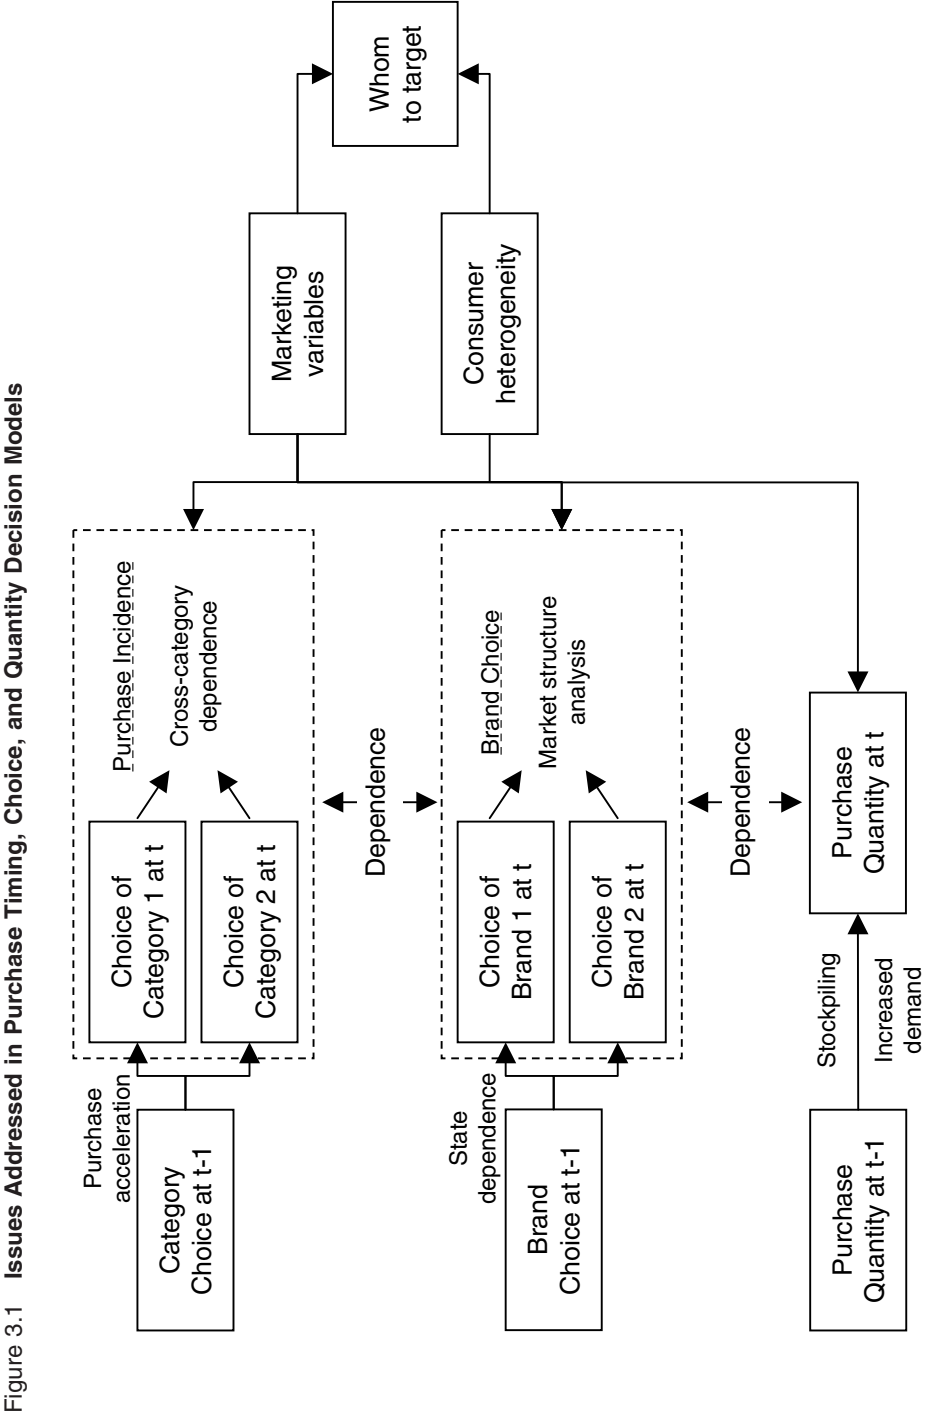 Figure 3.1 Issues Addressed in Purchase Timing, Choice, and Quantity Decision Models
Category
Choice at t-1
Purchase
acceleration
Choice of
Category 1 at t
Choice of
Category 2 at t
Purchase Incidence
Cross-category
dependence
Dependence
Brand
Choice at t-1
State
dependence
Choice of
Brand 1 at t
Choice of
Brand 2 at t
Brand Choice
Market structure
analysis
Dependence
Purchase
Quantity at t-1
Stockpiling
Increased
demand
Purchase
Quantity at t
Marketing
variables
Consumer
heterogeneity
Whom
to target